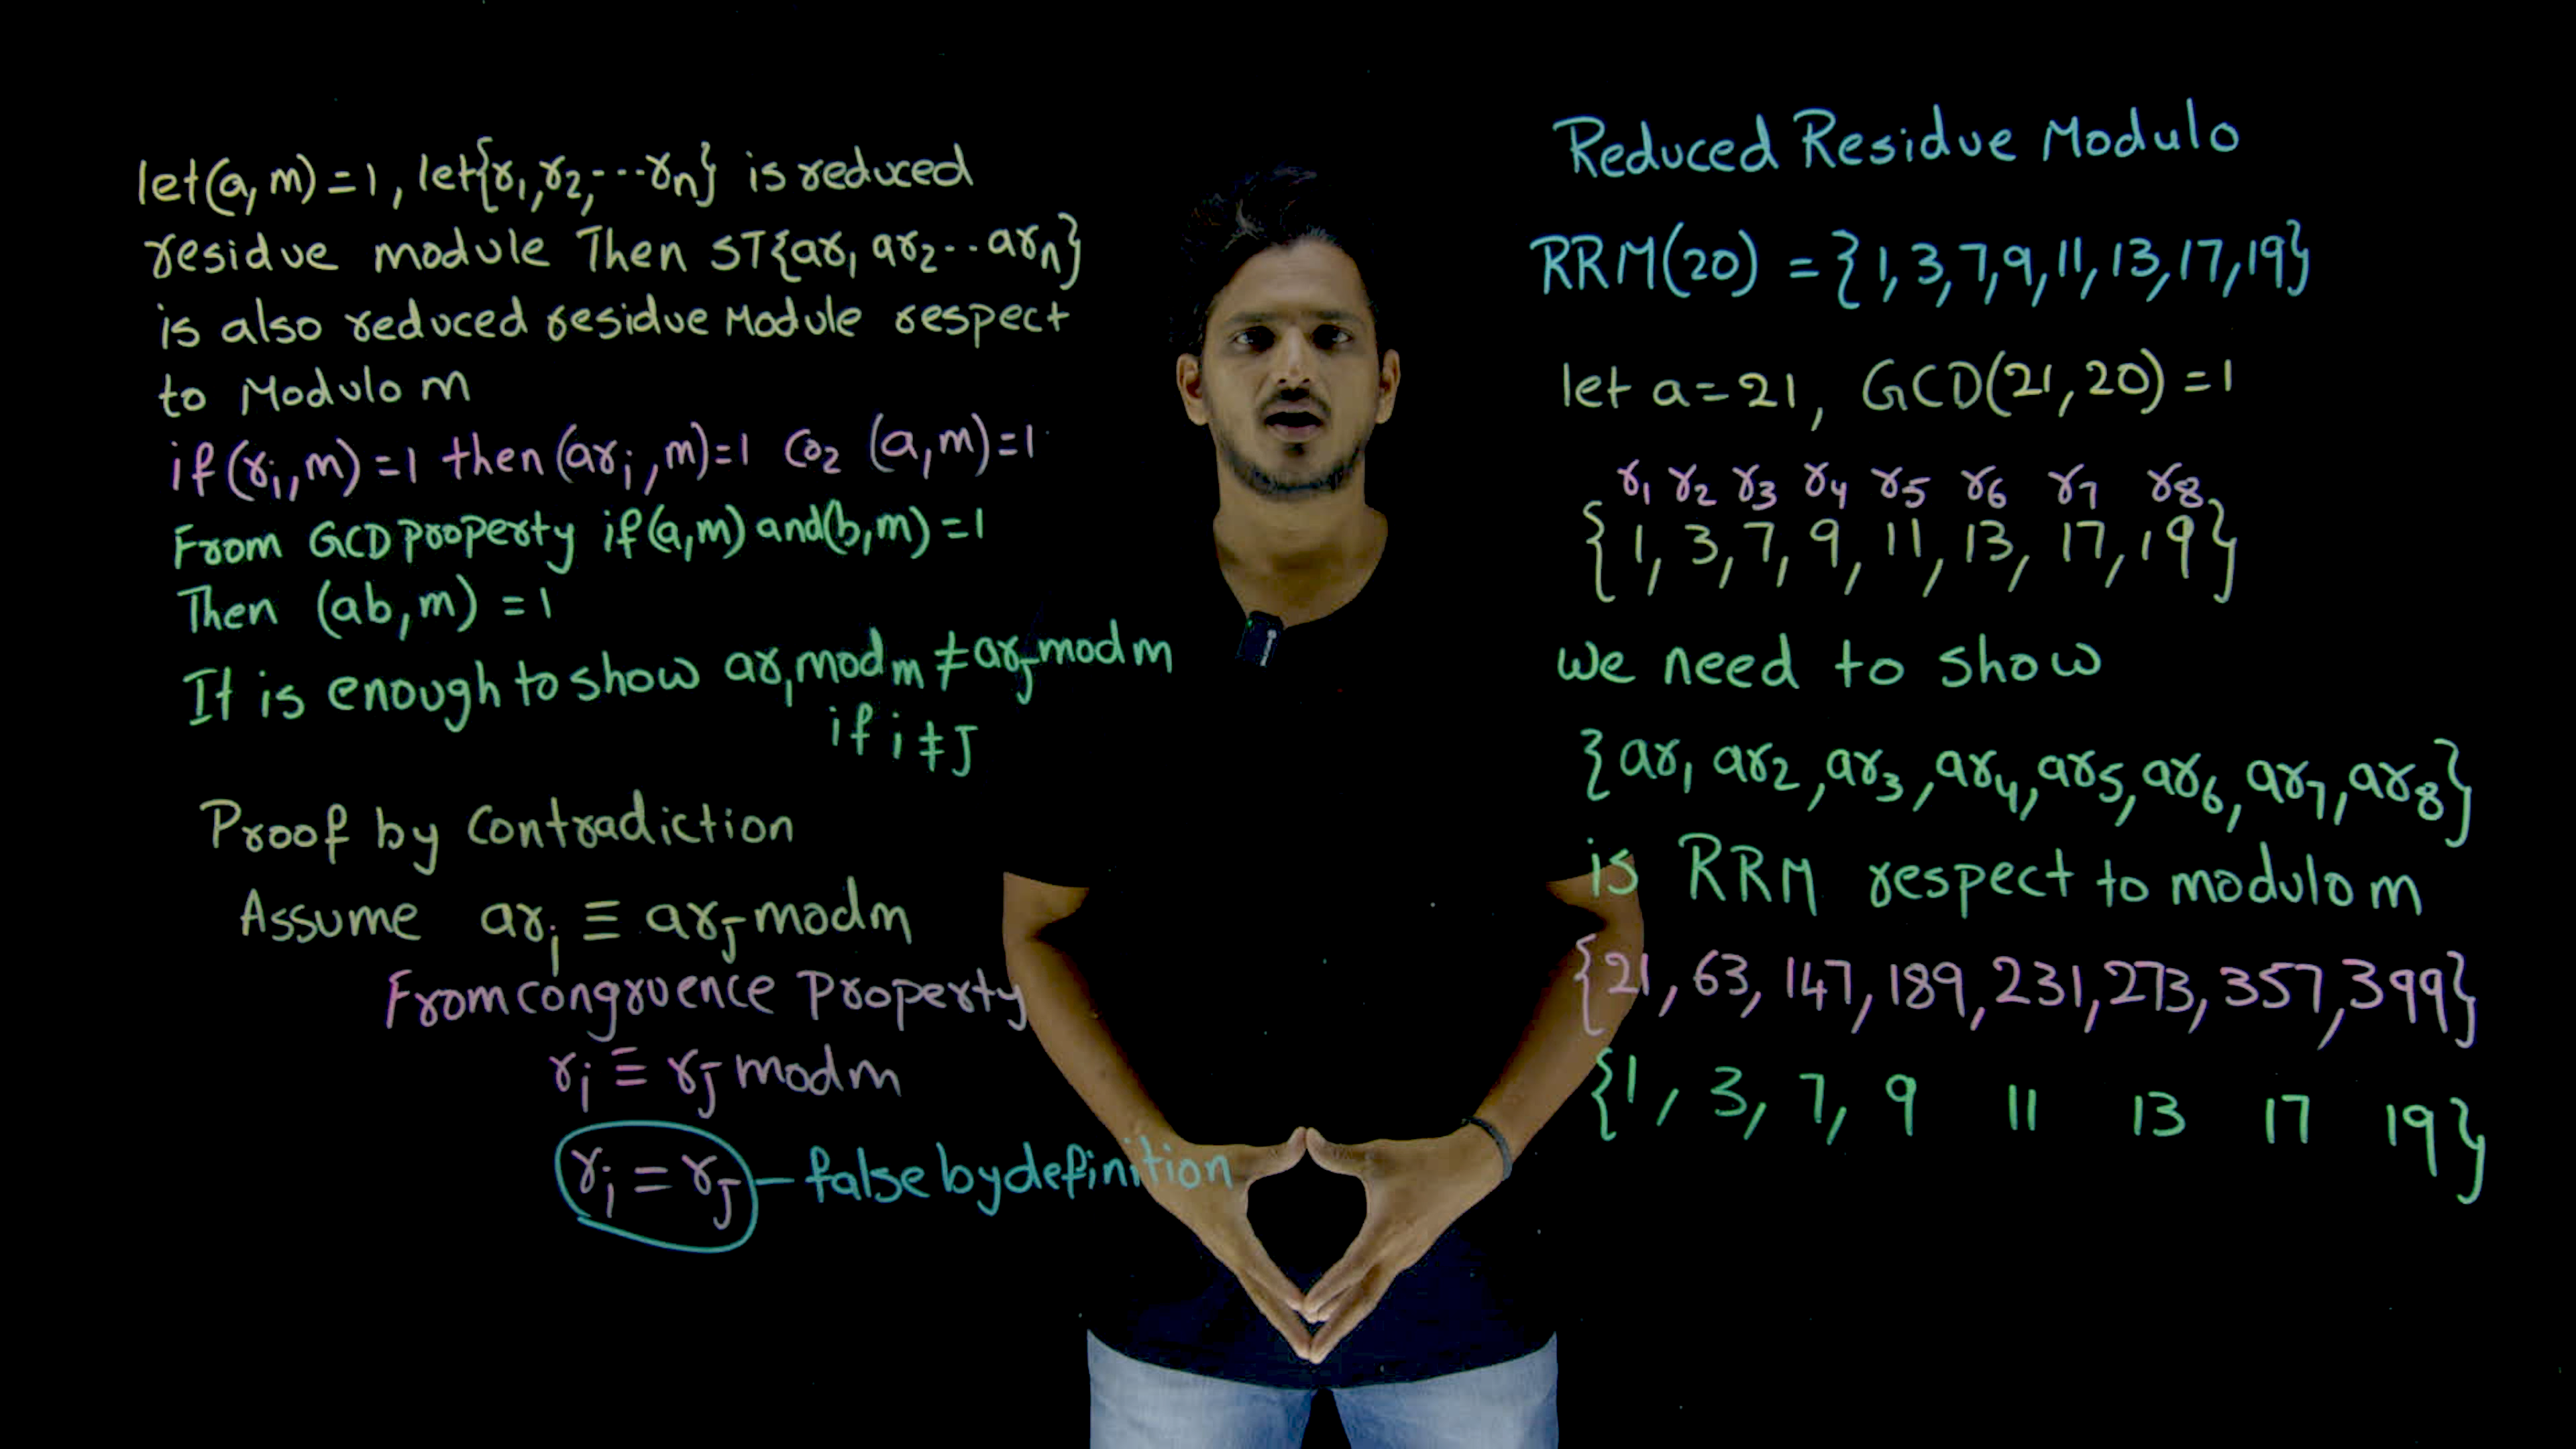 let (a, m) = 1, let {r1, r2, ... rn} is reduced
residue module Then ST {ar1 ar2 .. arn}
is also reduced residue Module respect
to Modulo m
if (ri, m) = 1 then (ari, m) = 1 Coz (a, m) = 1
From GCD property if (a,m) and (b,m) = 1
Then (ab, m) = 1
It is enough to show ari mod m ≠ arJ mod m
if i ≠ J
Proof by Contradiction
Assume ari ≡ arJ mod m
From congruence Property
ri ≡ rJ mod m
ri = rJ — false by definition
Reduced Residue Modulo
RRM(20) = {1, 3, 7, 9, 11, 13, 17, 19}
let a = 21, GCD(21, 20) = 1
r1 r2 r3 r4 r5 r6 r7 r8
{1, 3, 7, 9, 11, 13, 17, 19}
we need to show
{ar1 ar2, ar3, ar4, ar5, ar6, ar7, ar8}
is RRM respect to modulo m
{21, 63, 147, 189, 231, 273, 357, 399}
{1, 3, 7, 9 11 13 17 19}